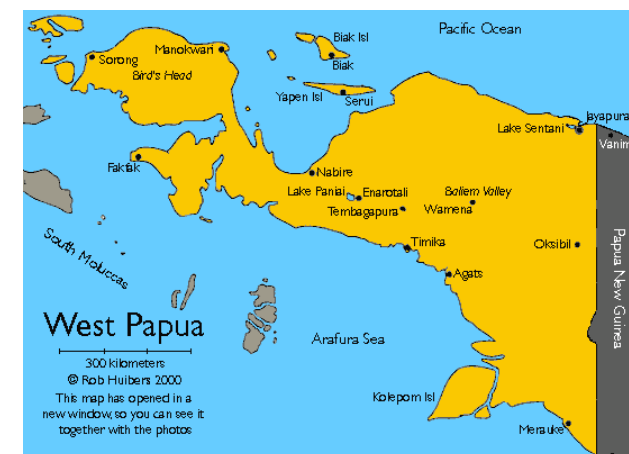 Pacific Ocean
Biak Isl
Manokwari
Sorong
Biak
Bird's Head
Yapen Isl
Serui
Jayapura
Lake Sentani
Vanim
Fakfak
Nabire
Lake Paniai
Enarotali
Baliem Valley
Tembagapura
Wamena
Timika
Oksibil
South Moluccas
Agats
Papua New Guinea
West Papua
Arafura Sea
300 kilometers
© Rob Huibers 2000
This map has opened in a
new window, so you can see it
together with the photos
Kolepom Isl
Merauke